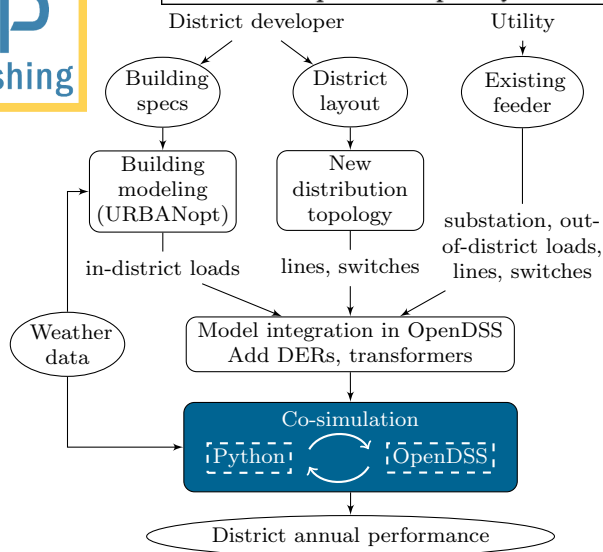 District developer
Utility
Building
specs
District
layout
Existing
feeder
Building
modeling
(URBANopt)
New
distribution
topology
substation, out-
of-district loads,
lines, switches
in-district loads
lines, switches
Weather
data
Model integration in OpenDSS
Add DERs, transformers
Co-simulation
Python
OpenDSS
District annual performance